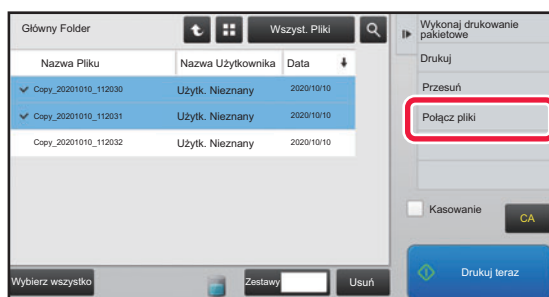 Główny Folder
Wszyst. Pliki
Nazwa Pliku Nazwa Użytkownika Data
Copy_20201010_112030 Użytk. Nieznany 2020/10/10
Copy_20201010_112031 Użytk. Nieznany 2020/10/10
Copy_20201010_112032 Użytk. Nieznany 2020/10/10
Wybierz wszystko
Zestawy
Usuń
Wykonaj drukowanie
pakietowe
Drukuj
Przesuń
Połącz pliki
Kasowanie
CA
Drukuj teraz